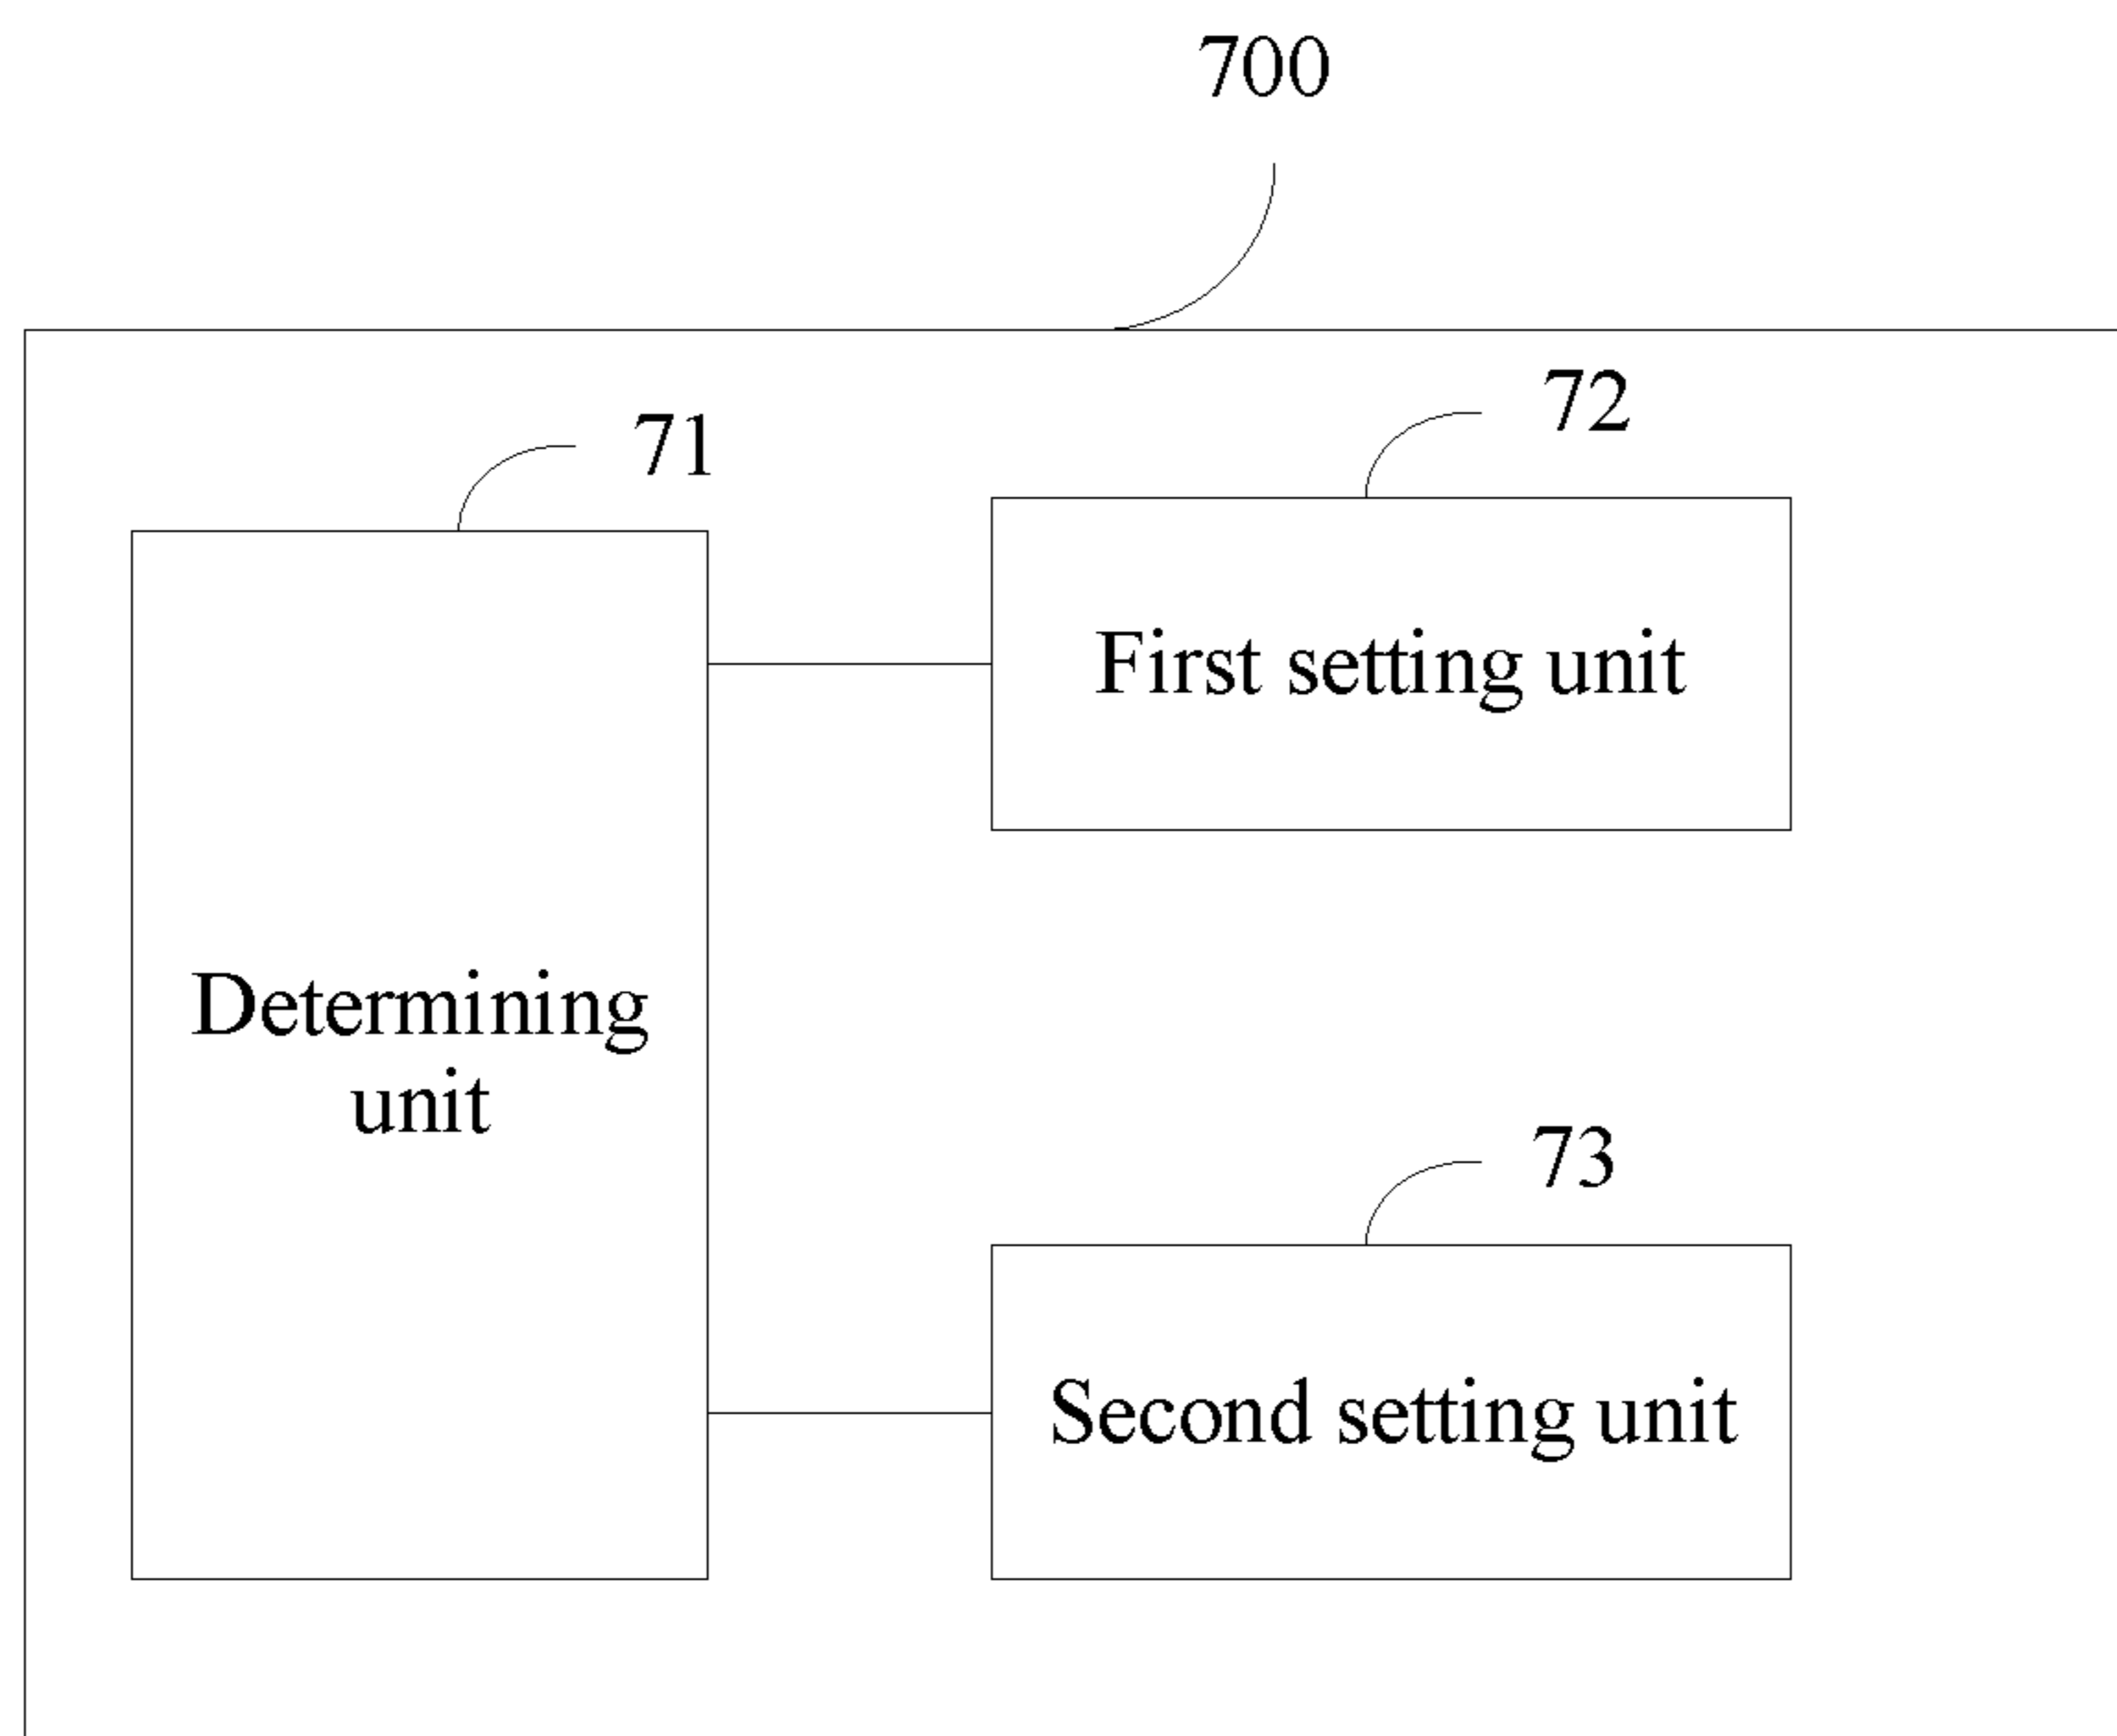 700
71
72
First setting unit
Determining
unit
73
Second setting unit